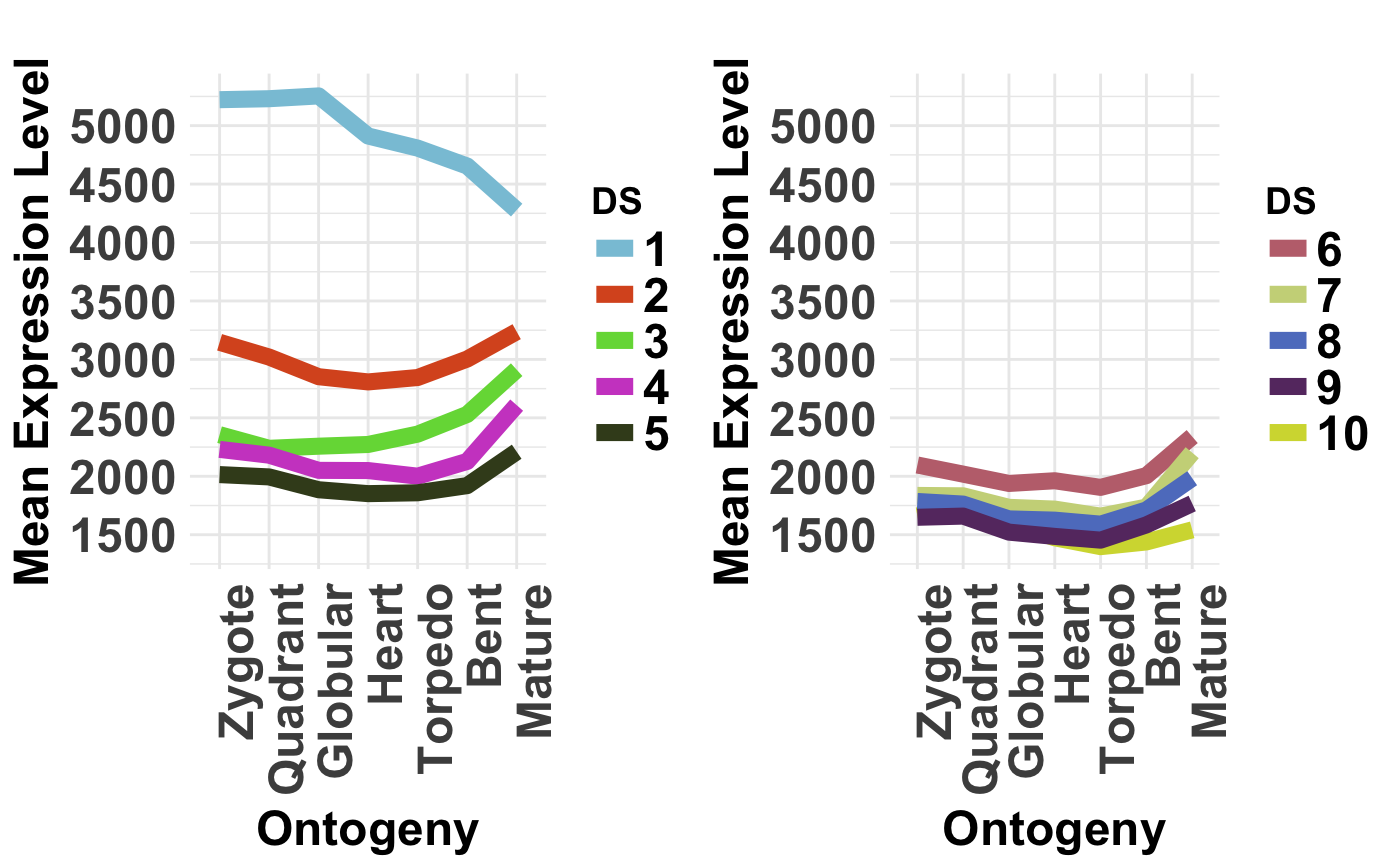 Mean Expression Level
5000
4500
4000
3500
3000
2500
2000
1500
Zygote
Quadrant
Globular
Heart
Torpedo
Bent
Mature
Ontogeny
DS
1
2
3
4
5
Mean Expression Level
5000
4500
4000
3500
3000
2500
2000
1500
Zygote
Quadrant
Globular
Heart
Torpedo
Bent
Mature
Ontogeny
DS
6
7
8
9
10